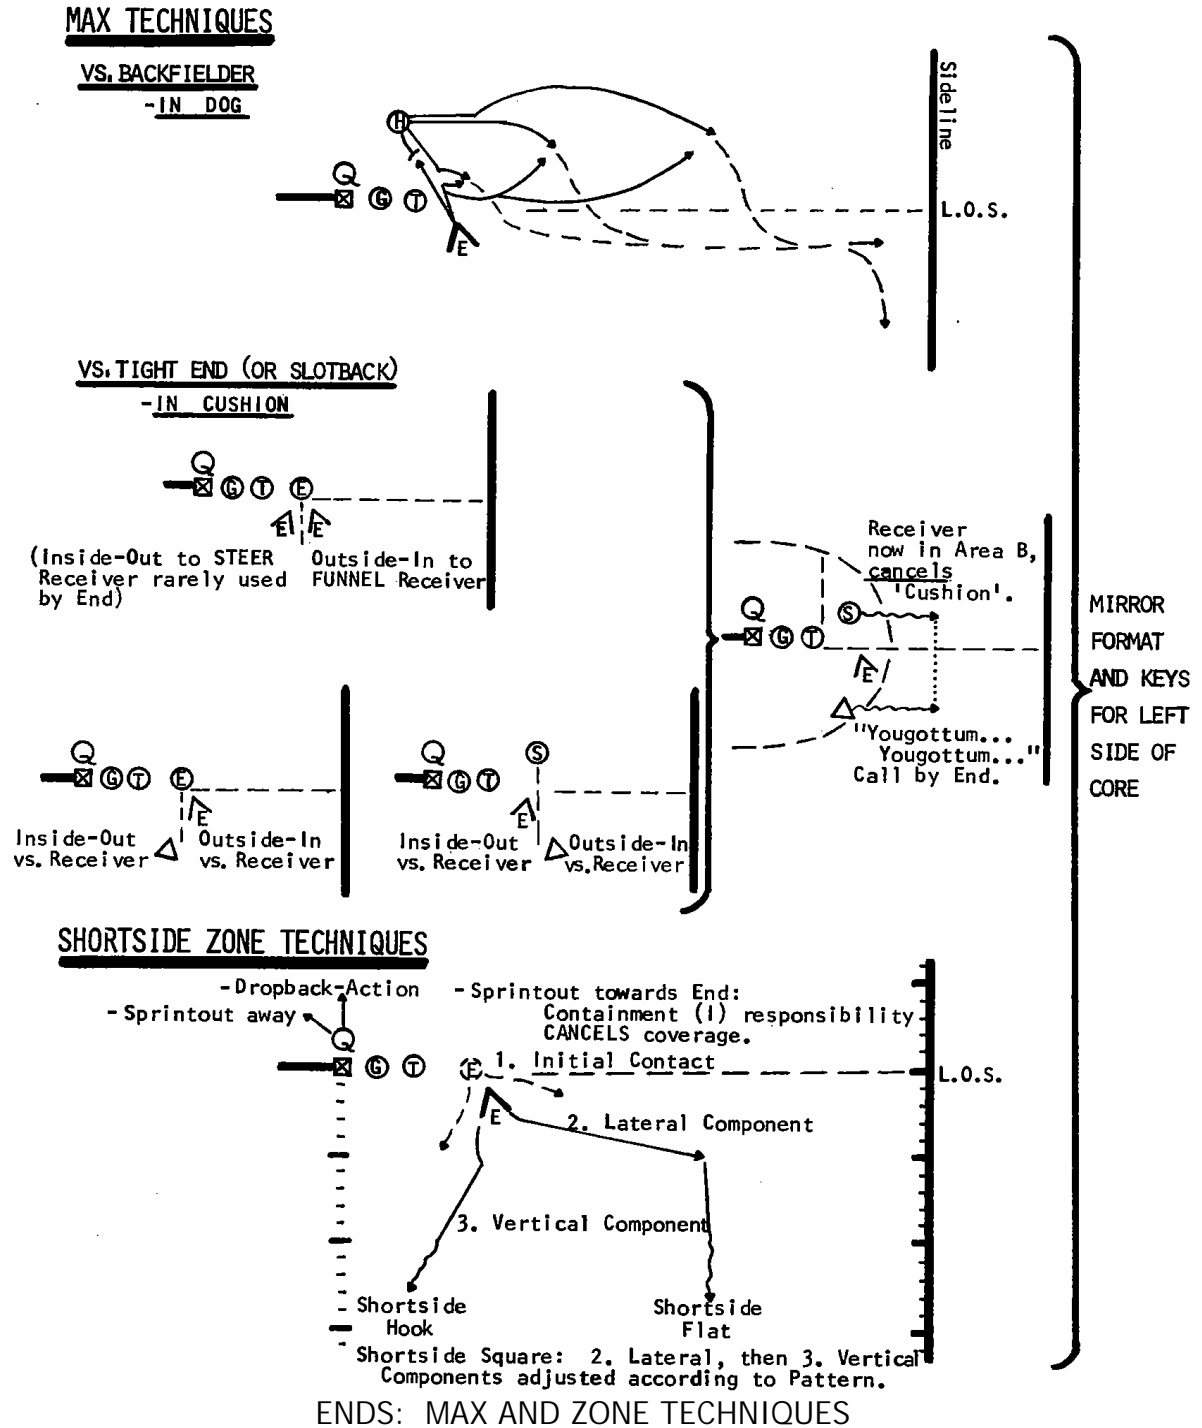 MAX TECHNIQUES
VS. BACKFIELDER
-IN DOG
Sideline
H
Q
G T
E
L.O.S.
VS. TIGHT END (OR SLOTBACK)
-IN CUSHION
Q
G T E
E E
(Inside-Out to STEER
Receiver rarely used
by End)
Outside-In to
FUNNEL Receiver
Receiver
now in Area B,
cancels
'Cushion'.
Q
S
G T
E
"Yougottum...
Yougottum..."
Call by End.
MIRROR
FORMAT
AND KEYS
FOR LEFT
SIDE OF
CORE
Q
G T E
E
Inside-Out
vs. Receiver
Outside-In
vs. Receiver
Q
S
G T
E
Inside-Out
vs. Receiver
Outside-In
vs. Receiver
SHORTSIDE ZONE TECHNIQUES
-Dropback-Action
-Sprintout away
-Sprintout towards End:
Containment (I) responsibility
CANCELS coverage.
Q
G T E
1. Initial Contact
L.O.S.
E
2. Lateral Component
3. Vertical Component
Shortside
Hook
Shortside
Flat
Shortside Square: 2. Lateral, then 3. Vertical
Components adjusted according to Pattern.
ENDS: MAX AND ZONE TECHNIQUES